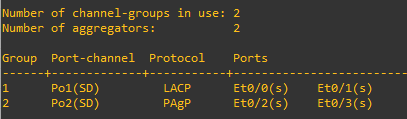 Number of channel-groups in use: 2
Number of aggregators:           2

Group  Port-channel  Protocol    Ports
------+-------------+-----------+-----------------------
1      Po1(SD)         LACP      Et0/0(s)    Et0/1(s)
2      Po2(SD)         PAgP      Et0/2(s)    Et0/3(s)